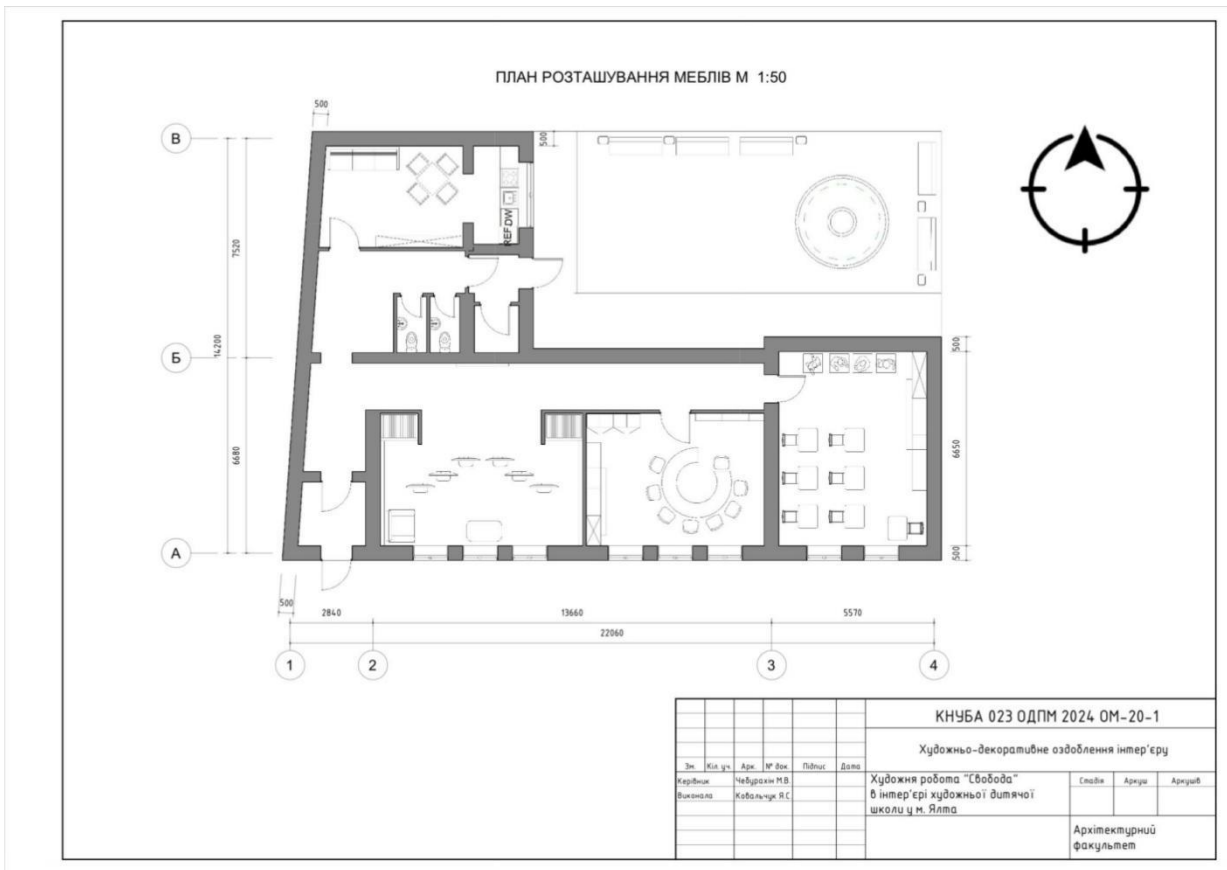 ПЛАН РОЗТАШУВАННЯ МЕБЛІВ М 1:50
500
В
500
7520
REF.DW
14200
Б
500
6680
6650
А
500
500
2840
13660
5570
22060
1
2
3
4
КНУБА 023 ОДПМ 2024 ОМ-20-1
Художньо-декоративне оздоблення інтер'єру
Зм. Кіл.уч. Арк. № док. Підпис Дата
Керівник Чебурахін М.В.
Виконала Ковальчук Я.С.
Художня робота "Свобода"
в інтер'єрі художньої дитячої
школи у м. Ялта
Стадія Аркуш Аркушів
Архітектурний
факультет